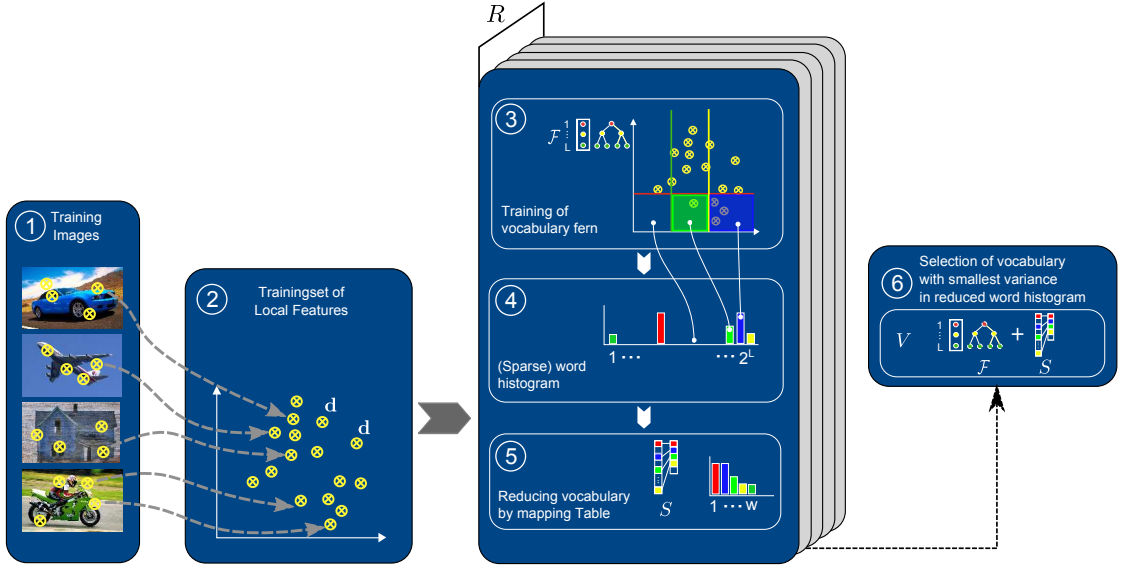 R
1 Training
Images
2 Trainingset of
Local Features
d
d
3
F
1
⋮
L
Training of
vocabulary fern
4
1 ··· ··· 2^L
(Sparse) word
histogram
5
Reducing vocabulary
by mapping Table
S
1 ··· w
6 Selection of vocabulary
with smallest variance
in reduced word histogram
V
1
⋮
L
+
F S